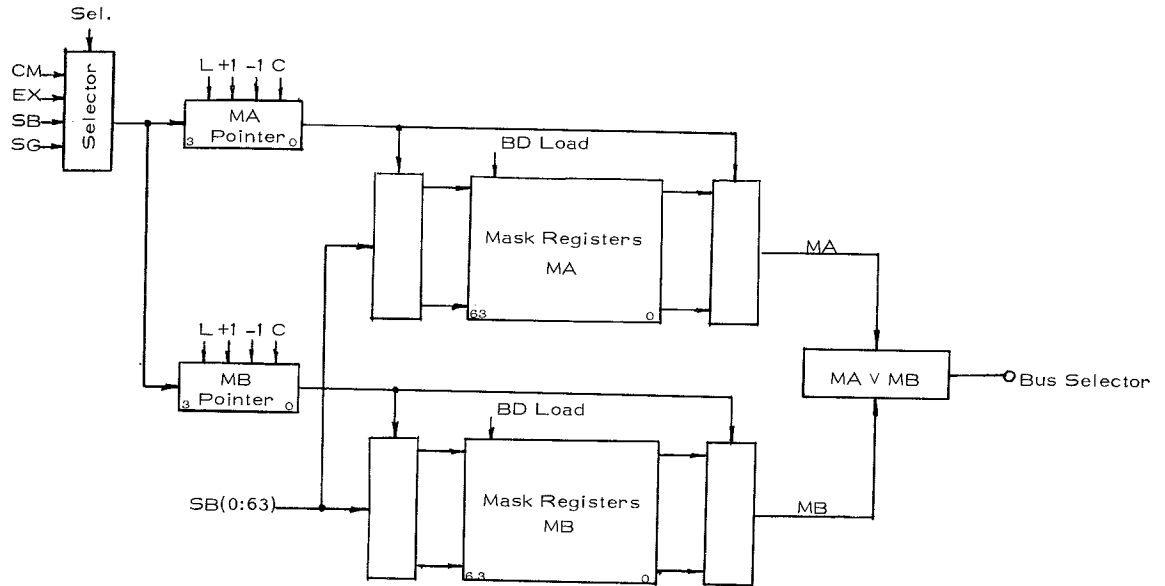 Sel.
CM
EX
SB
SG
Selector
L +1 -1 C
MA
Pointer
3 0
BD Load
Mask Registers
MA
63 0
MA
L +1 -1 C
MB
Pointer
3 0
MA V MB
Bus Selector
BD Load
SB(0:63)
Mask Registers
MB
63 0
MB